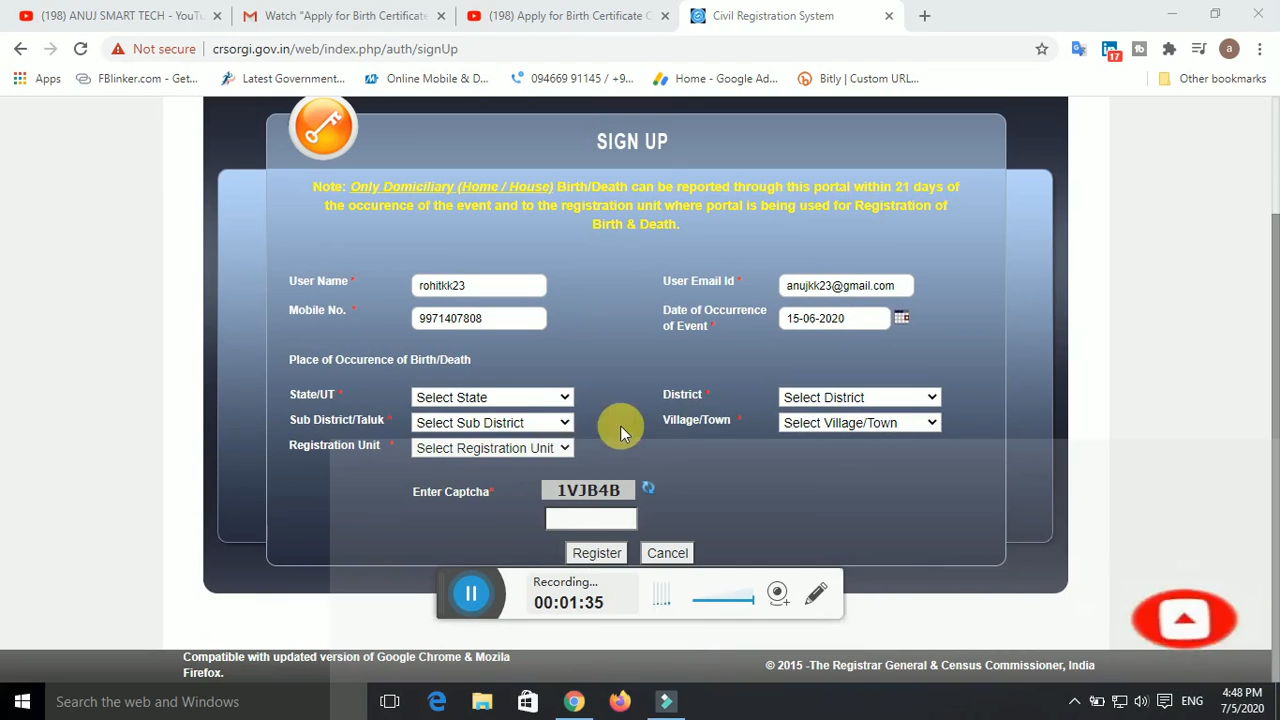 (198) ANUJ SMART TECH - YouTu
Watch "Apply for Birth Certificate
(198) Apply for Birth Certificate C
Civil Registration System
Not secure
crsorgi.gov.in/web/index.php/auth/signUp
17
a
Apps
FBlinker.com - Get...
Latest Government...
Online Mobile & D...
094669 91145 / +9...
Home - Google Ad...
Bitly | Custom URL...
Other bookmarks
SIGN UP
Note: Only Domiciliary (Home / House) Birth/Death can be reported through this portal within 21 days of
the occurence of the event and to the registration unit where portal is being used for Registration of
Birth & Death.
User Name *
rohitkk23
User Email Id *
anujkk23@gmail.com
Mobile No. *
9971407808
Date of Occurrence
of Event *
15-06-2020
Place of Occurence of Birth/Death
State/UT *
Select State
District *
Select District
Sub District/Taluk *
Select Sub District
Village/Town *
Select Village/Town
Registration Unit *
Select Registration Unit
Enter Captcha*
1VJB4B
Register
Cancel
Recording...
00:01:35
Compatible with updated version of Google Chrome & Mozila
Firefox.
© 2015 -The Registrar General & Census Commissioner, India
Search the web and Windows
ENG
4:48 PM
7/5/2020